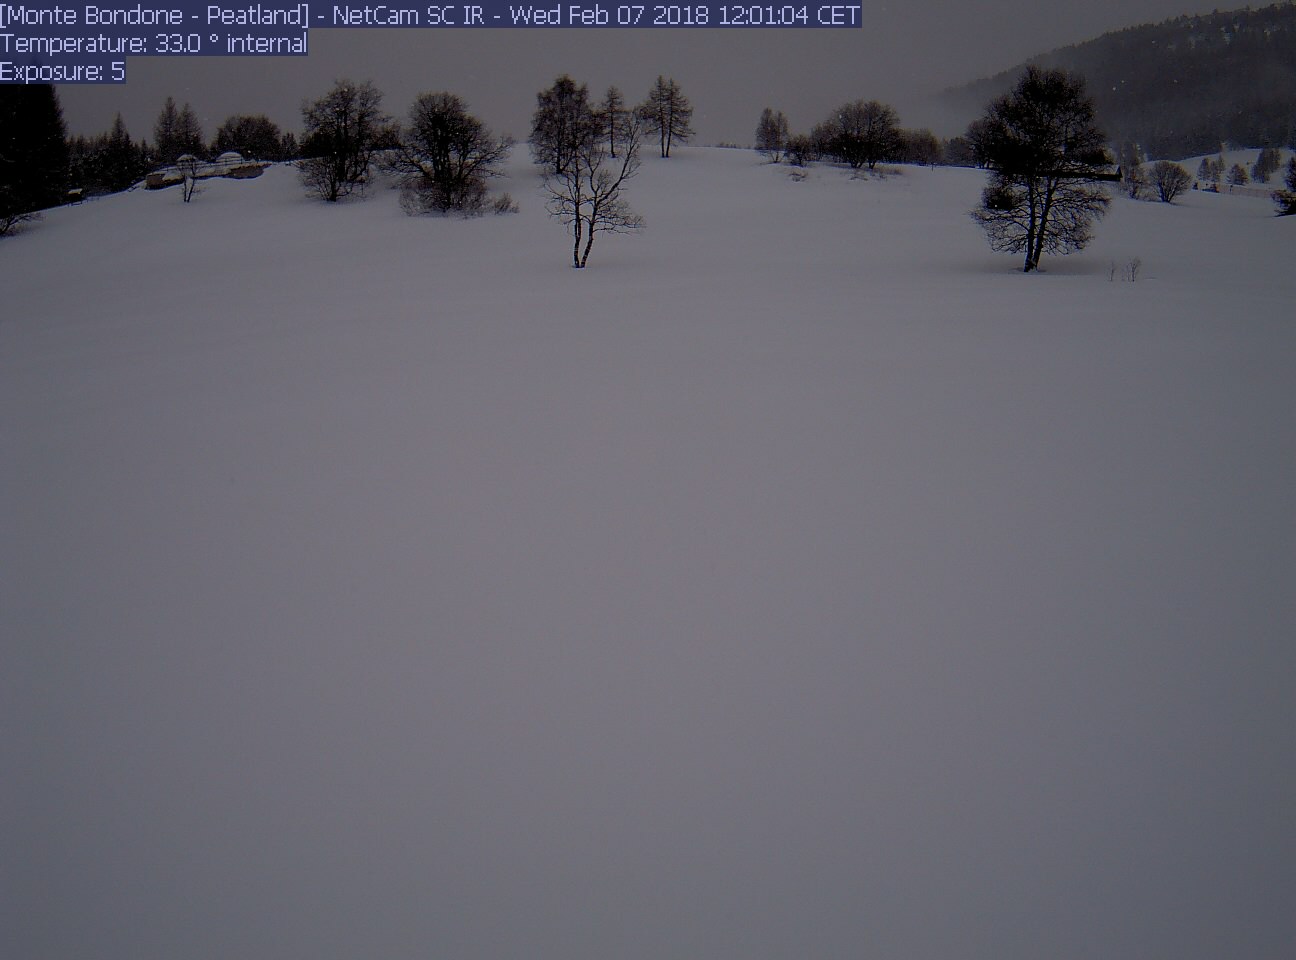 [Monte Bondone - Peatland] - NetCam SC IR - Wed Feb 07 2018 12:01:04 CET
Temperature: 33.0 ° internal
Exposure: 5